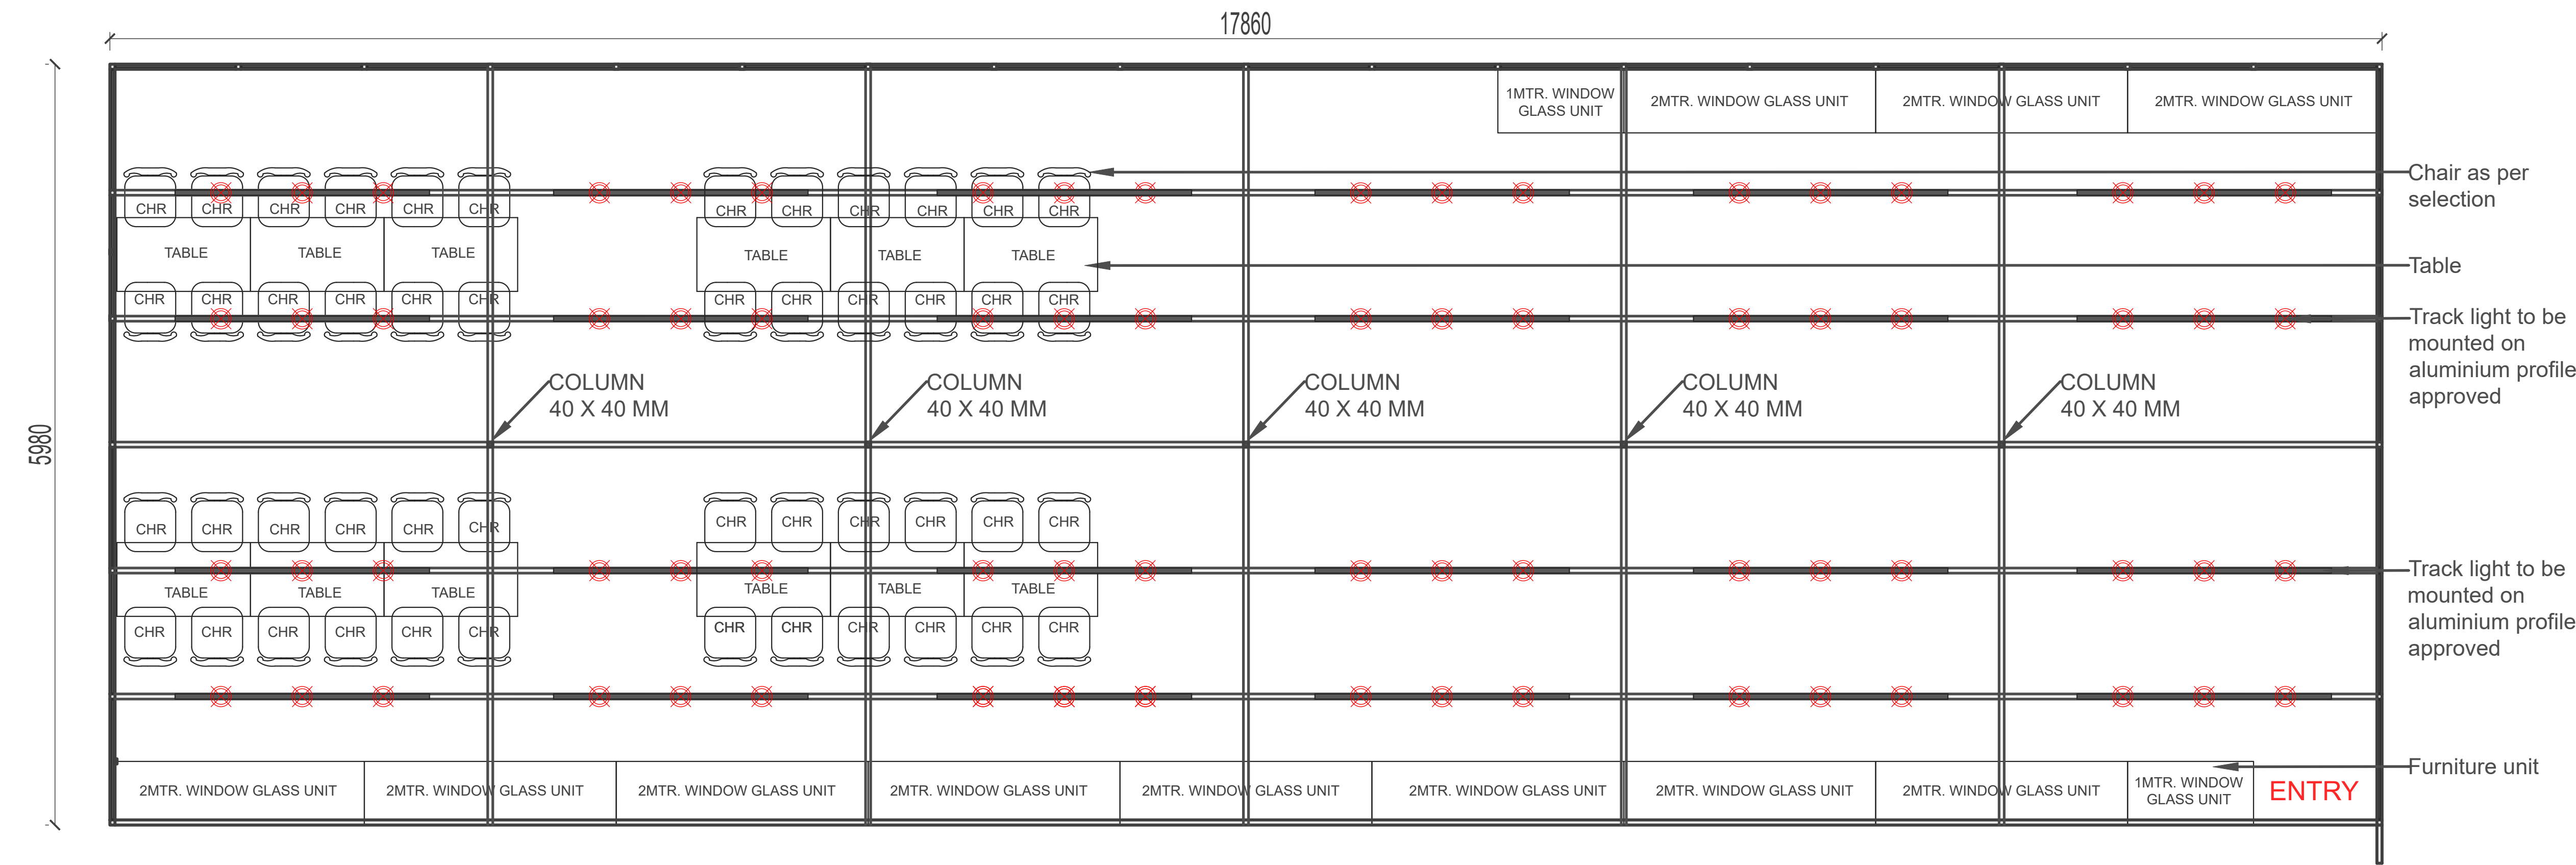 17860
5980
1MTR. WINDOW
GLASS UNIT
2MTR. WINDOW GLASS UNIT
2MTR. WINDOW GLASS UNIT
2MTR. WINDOW GLASS UNIT
Chair as per
selection
CHR CHR CHR CHR CHR CHR CHR CHR CHR CHR CHR CHR
TABLE TABLE TABLE TABLE TABLE TABLE
Table
CHR CHR CHR CHR CHR CHR CHR CHR CHR CHR CHR CHR
Track light to be
mounted on
aluminium profile
approved
COLUMN
40 X 40 MM
COLUMN
40 X 40 MM
COLUMN
40 X 40 MM
COLUMN
40 X 40 MM
COLUMN
40 X 40 MM
CHR CHR CHR CHR CHR CHR CHR CHR CHR CHR CHR CHR
TABLE TABLE TABLE TABLE TABLE TABLE
CHR CHR CHR CHR CHR CHR CHR CHR CHR CHR CHR CHR
Track light to be
mounted on
aluminium profile
approved
Furniture unit
2MTR. WINDOW GLASS UNIT
2MTR. WINDOW GLASS UNIT
2MTR. WINDOW GLASS UNIT
2MTR. WINDOW GLASS UNIT
2MTR. WINDOW GLASS UNIT
2MTR. WINDOW GLASS UNIT
2MTR. WINDOW GLASS UNIT
2MTR. WINDOW GLASS UNIT
1MTR. WINDOW
GLASS UNIT
ENTRY